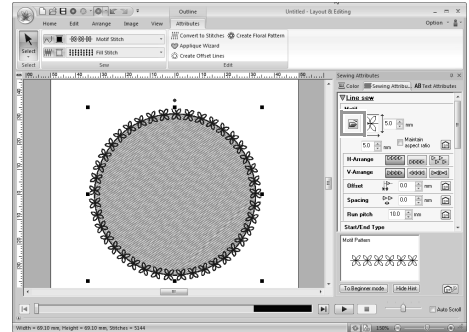 Outline
Untitled - Layout & Editing
Home Edit Arrange Image View Attributes
Option
Select
Motif Stitch
Fill Stitch
Convert to Stitches
Create Floral Pattern
Applique Wizard
Create Offset Lines
Select
Sew
Edit
Sewing Attributes
Color
Sewing Attribu...
AB Text Attributes
Line sew
5.0 mm
5.0 mm
Maintain aspect ratio
H-Arrange
V-Arrange
Offset 0.0 mm
Spacing 0.0 mm
Run pitch 10.0 mm
Start/End Type
Motif Pattern
To Beginner mode
Hide Hint
Auto Scroll
Width = 69.10 mm, Height = 69.10 mm, Stitches = 5144
150%